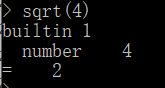 > sqrt(4)
builtin 1
  number     4
=    2